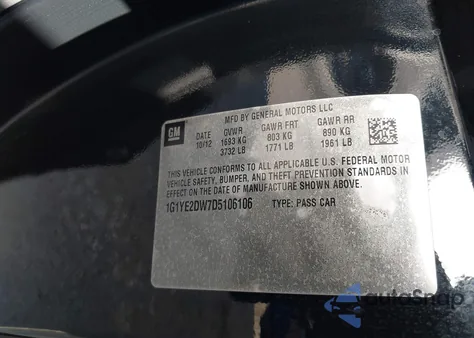 MFD BY GENERAL MOTORS LLC
GM DATE GVWR GAWR FRT GAWR RR
10/12 1693 KG 803 KG 890 KG
3732 LB 1771 LB 1961 LB
THIS VEHICLE CONFORMS TO ALL APPLICABLE U.S. FEDERAL MOTOR
VEHICLE SAFETY, BUMPER, AND THEFT PREVENTION STANDARDS IN
EFFECT ON THE DATE OF MANUFACTURE SHOWN ABOVE.
1G1YE2DW7D5106106 TYPE: PASS CAR
autoSnap